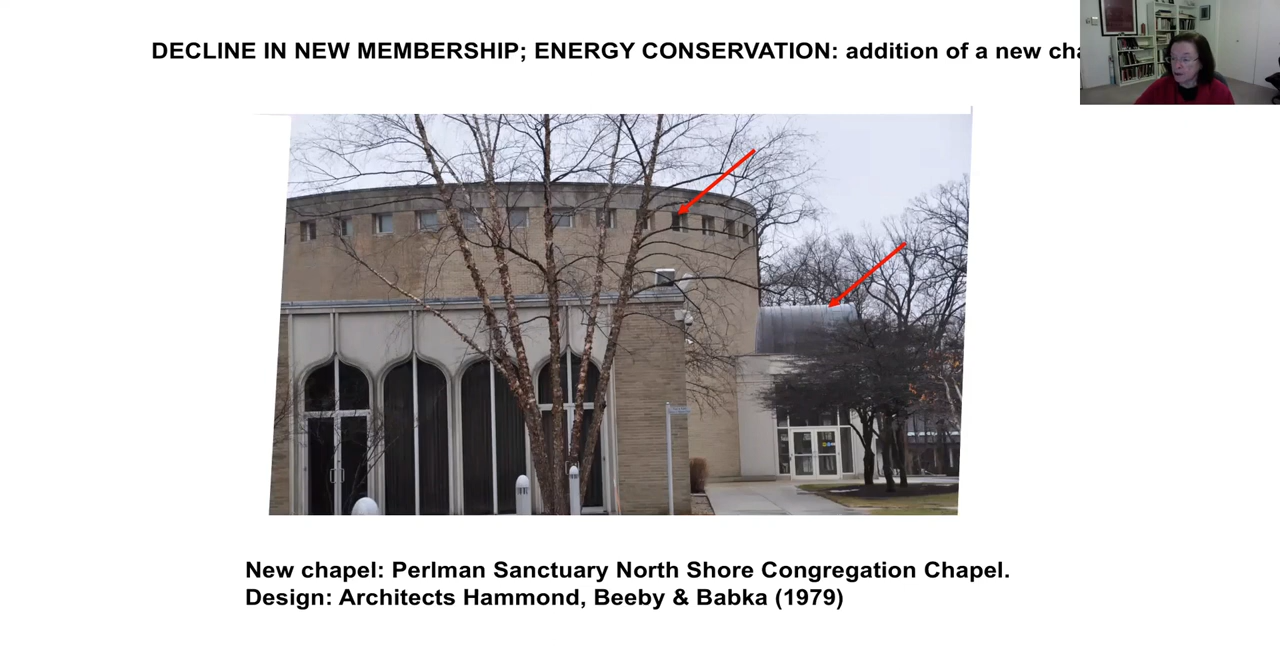 DECLINE IN NEW MEMBERSHIP; ENERGY CONSERVATION: addition of a new
New chapel: Perlman Sanctuary North Shore Congregation Chapel.
Design: Architects Hammond, Beeby & Babka (1979)